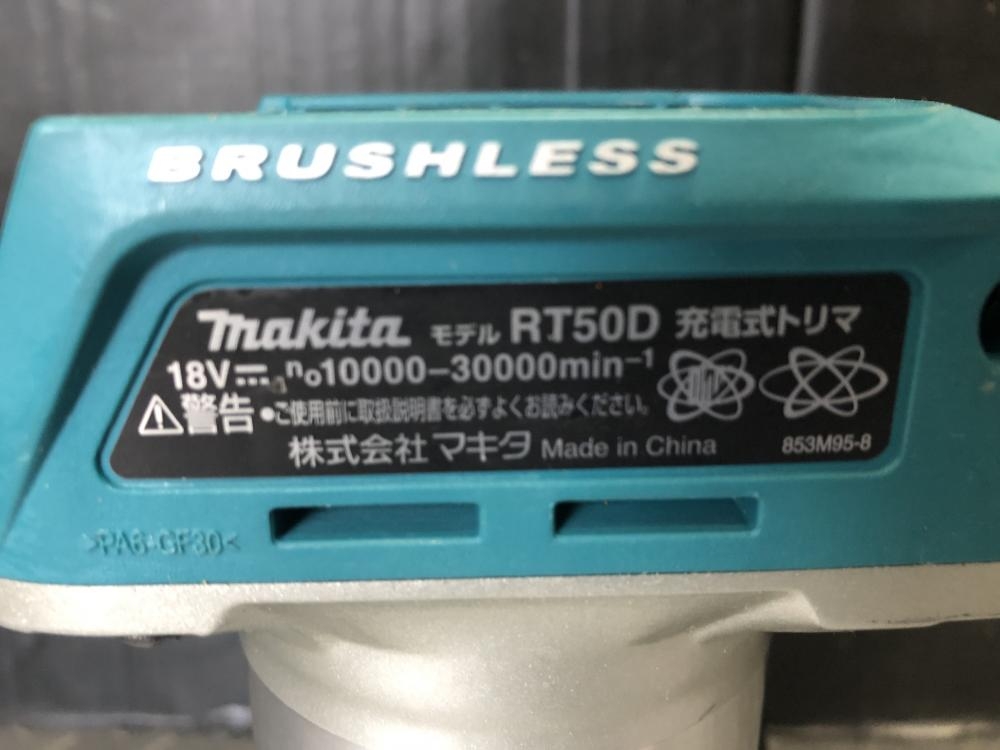 BRUSHLESS
makita モデル RT50D 充電式トリマ
18V⎓ n₀10000-30000min⁻¹
⚠警告 •ご使用前に取扱説明書を必ずよくお読みください。
株式会社マキタ Made in China 853M95-8
>PA6-GF30<